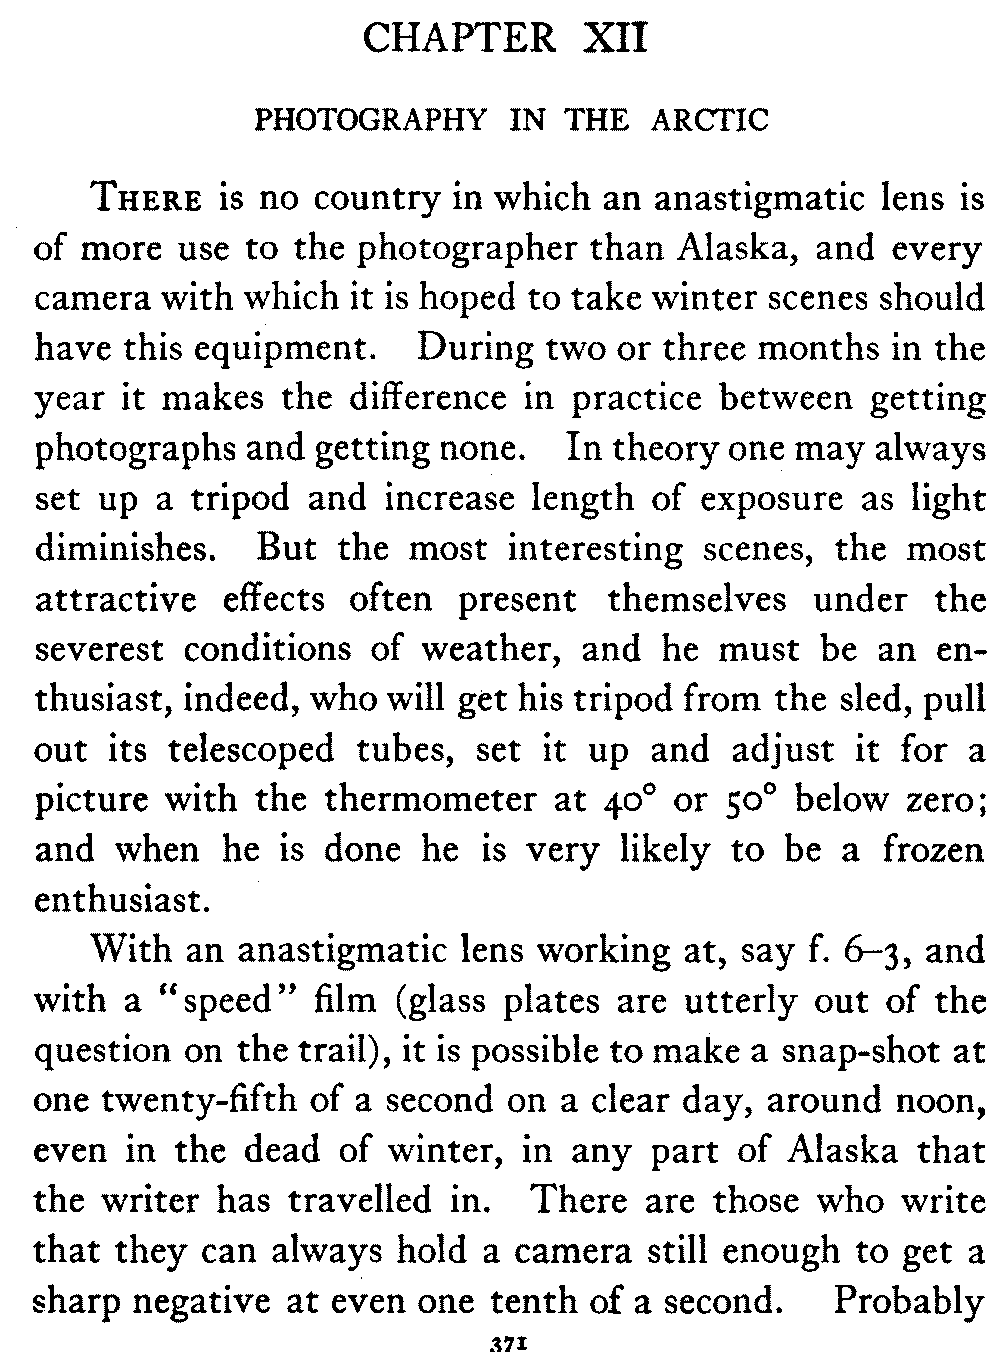 CHAPTER XII
PHOTOGRAPHY IN THE ARCTIC
THERE is no country in which an anastigmatic lens is
of more use to the photographer than Alaska, and every
camera with which it is hoped to take winter scenes should
have this equipment. During two or three months in the
year it makes the difference in practice between getting
photographs and getting none. In theory one may always
set up a tripod and increase length of exposure as light
diminishes. But the most interesting scenes, the most
attractive effects often present themselves under the
severest conditions of weather, and he must be an en-
thusiast, indeed, who will get his tripod from the sled, pull
out its telescoped tubes, set it up and adjust it for a
picture with the thermometer at 40° or 50° below zero;
and when he is done he is very likely to be a frozen
enthusiast.
With an anastigmatic lens working at, say f. 6–3, and
with a “speed” film (glass plates are utterly out of the
question on the trail), it is possible to make a snap-shot at
one twenty-fifth of a second on a clear day, around noon,
even in the dead of winter, in any part of Alaska that
the writer has travelled in. There are those who write
that they can always hold a camera still enough to get a
sharp negative at even one tenth of a second. Probably
371